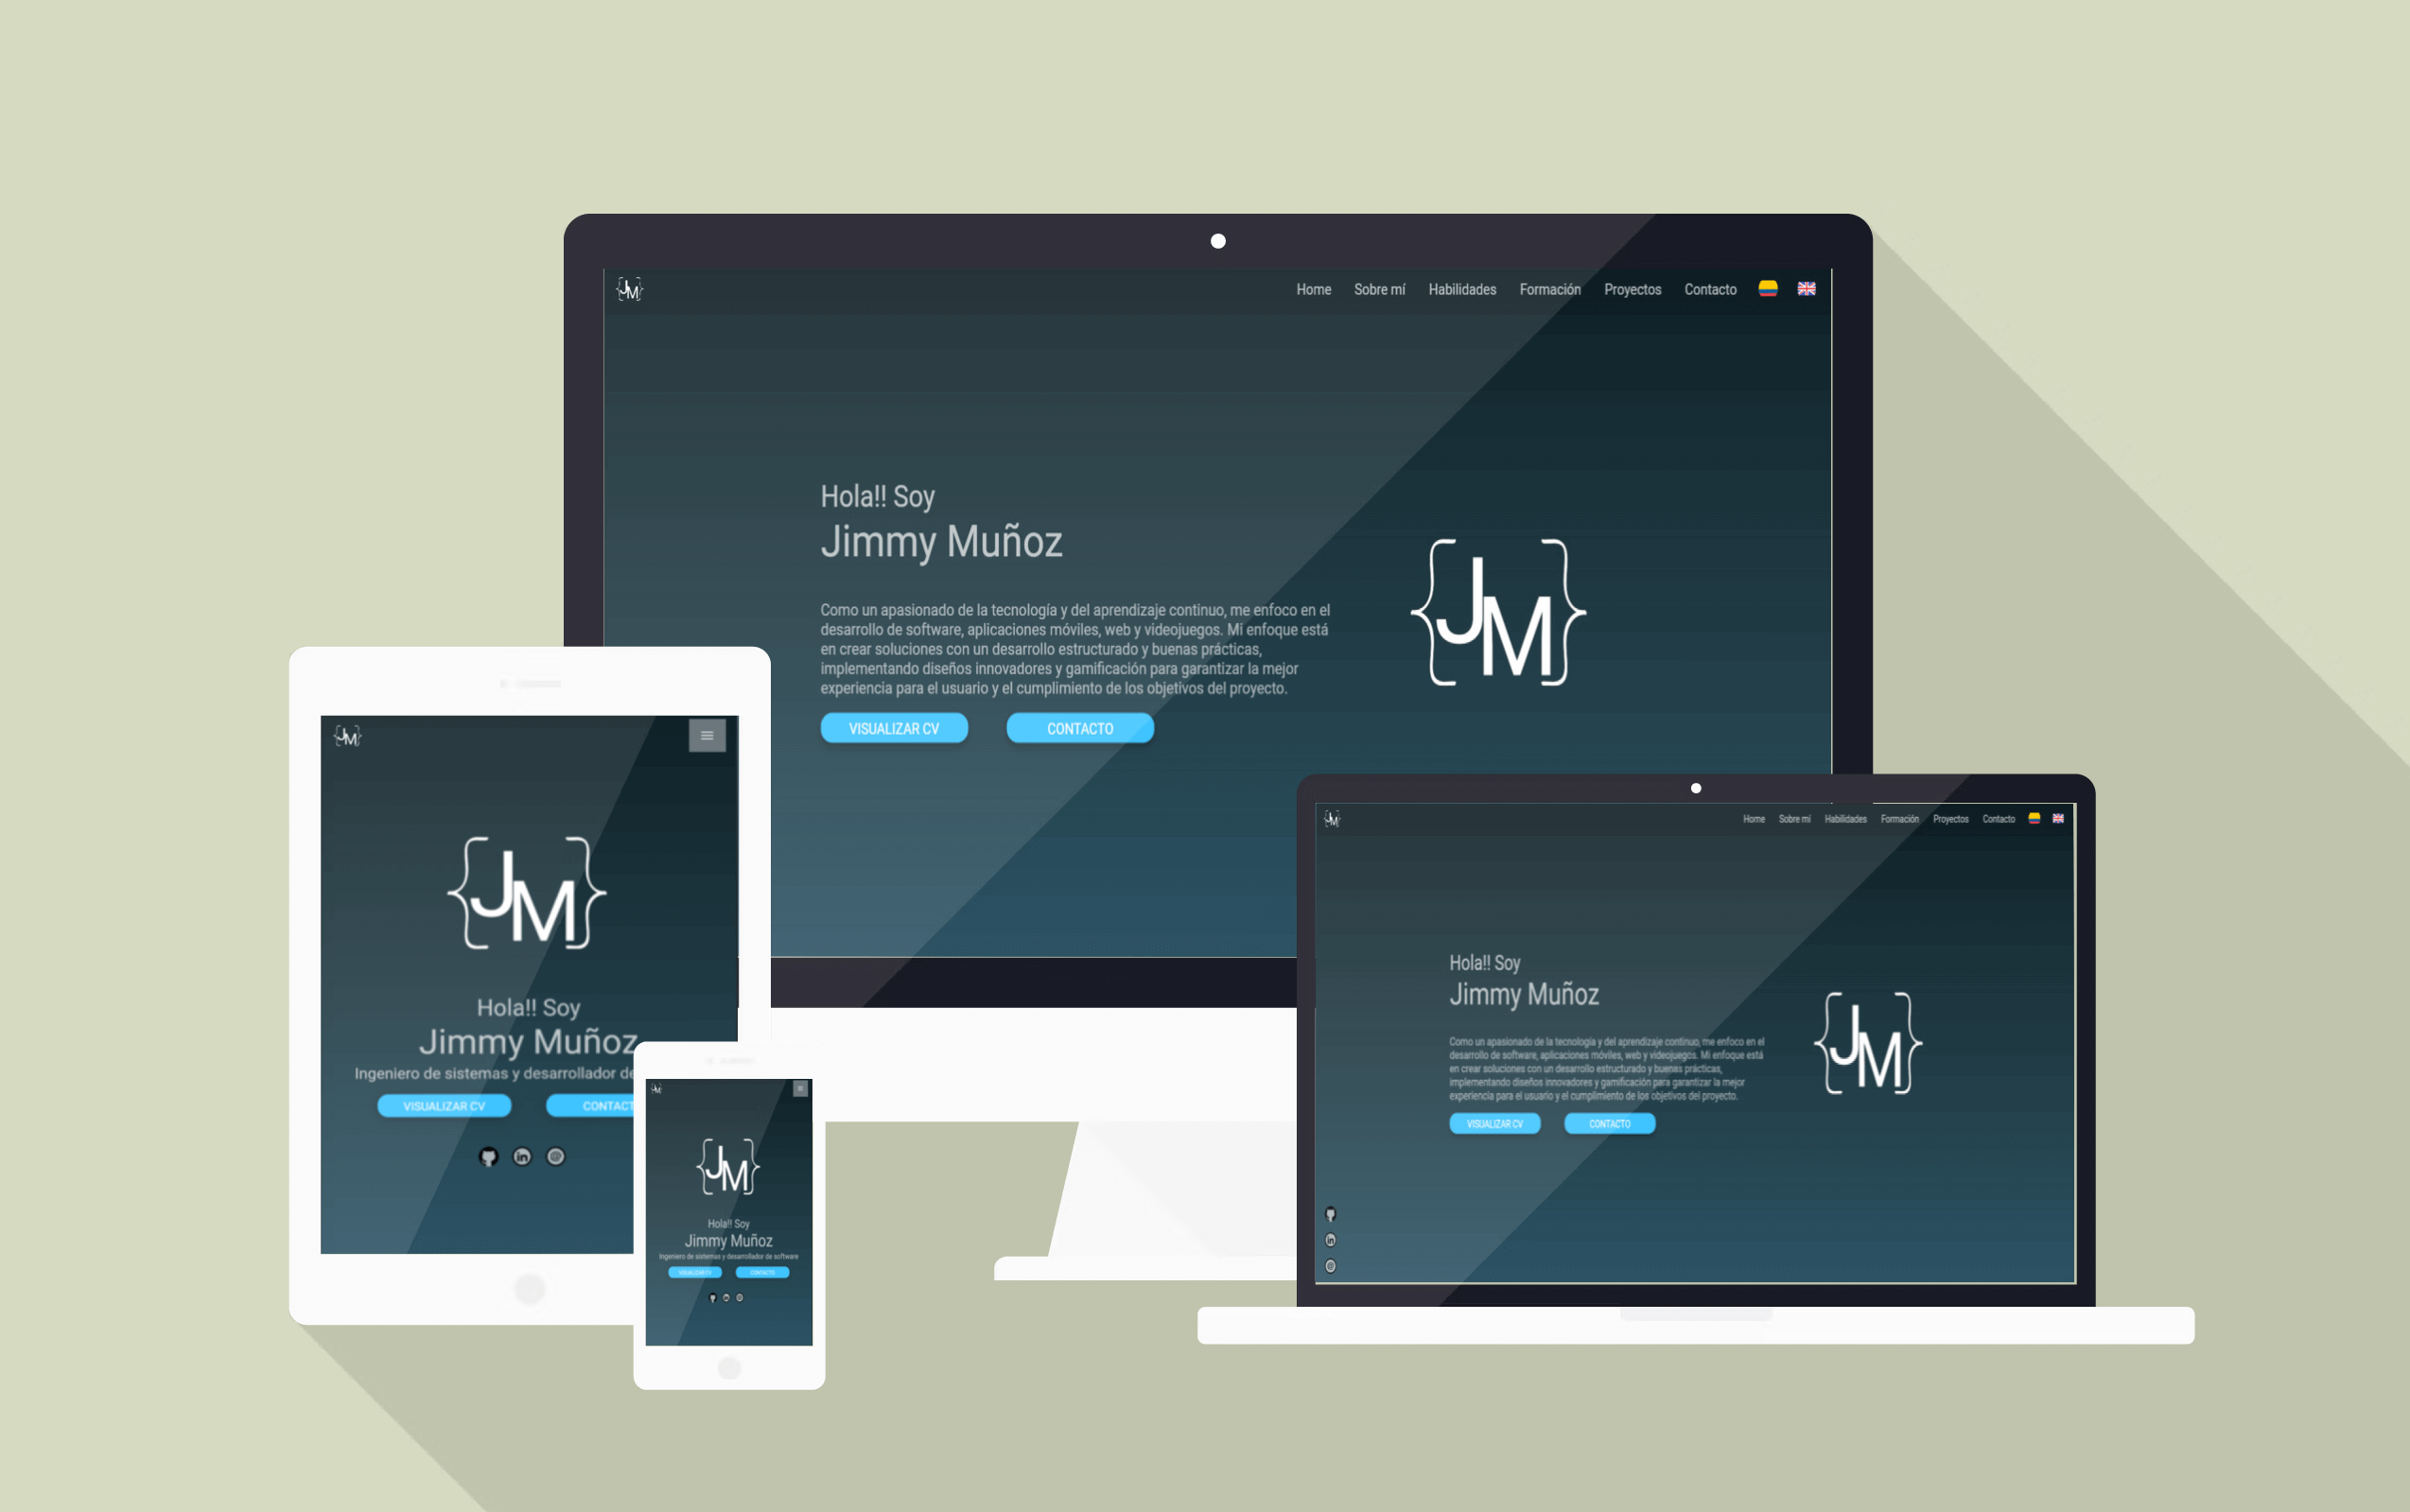 JM
Home Sobre mí Habilidades Formación Proyectos Contacto
Hola!! Soy
Jimmy Muñoz
Como un apasionado de la tecnología y del aprendizaje continuo, me enfoco en el
desarrollo de software, aplicaciones móviles, web y videojuegos. Mi enfoque está
en crear soluciones con un desarrollo estructurado y buenas prácticas,
implementando diseños innovadores y gamificación para garantizar la mejor
experiencia para el usuario y el cumplimiento de los objetivos del proyecto.
VISUALIZAR CV CONTACTO
{JM}
JM
{JM}
Hola!! Soy
Jimmy Muñoz
Ingeniero de sistemas y desarrollador de
VISUALIZAR CV CONTACT
in @
JM
{JM}
Hola!! Soy
Jimmy Muñoz
Ingeniero de sistemas y desarrollador de software
VISUALIZAR CV CONTACTO
in @
JM
Home Sobre mí Habilidades Formación Proyectos Contacto
Hola!! Soy
Jimmy Muñoz
Como un apasionado de la tecnología y del aprendizaje continuo, me enfoco en el
desarrollo de software, aplicaciones móviles, web y videojuegos. Mi enfoque está
en crear soluciones con un desarrollo estructurado y buenas prácticas,
implementando diseños innovadores y gamificación para garantizar la mejor
experiencia para el usuario y el cumplimiento de los objetivos del proyecto.
VISUALIZAR CV CONTACTO
{JM}
in
@